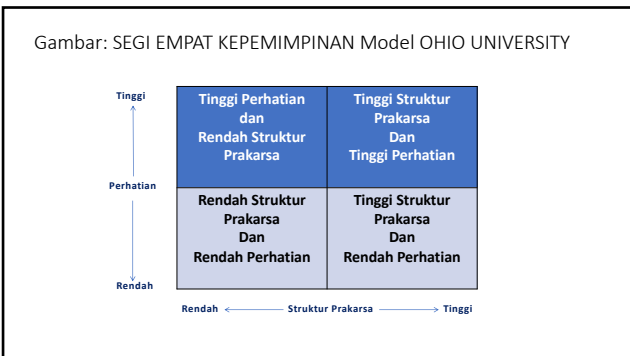 Gambar: SEGI EMPAT KEPEMIMPINAN Model OHIO UNIVERSITY
Tinggi
Perhatian
Rendah
Tinggi Perhatian
dan
Rendah Struktur
Prakarsa
Tinggi Struktur
Prakarsa
Dan
Tinggi Perhatian
Rendah Struktur
Prakarsa
Dan
Rendah Perhatian
Tinggi Struktur
Prakarsa
Dan
Rendah Perhatian
Rendah Struktur Prakarsa Tinggi